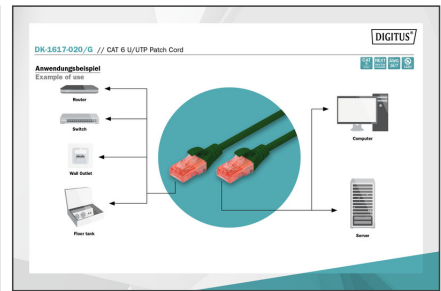 DIGITUS®
DK-1617-020/G // CAT 6 U/UTP Patch Cord
Anwendungsbeispiel
Example of use
Router
Switch
Wall Outlet
Floor tank
Computer
Server